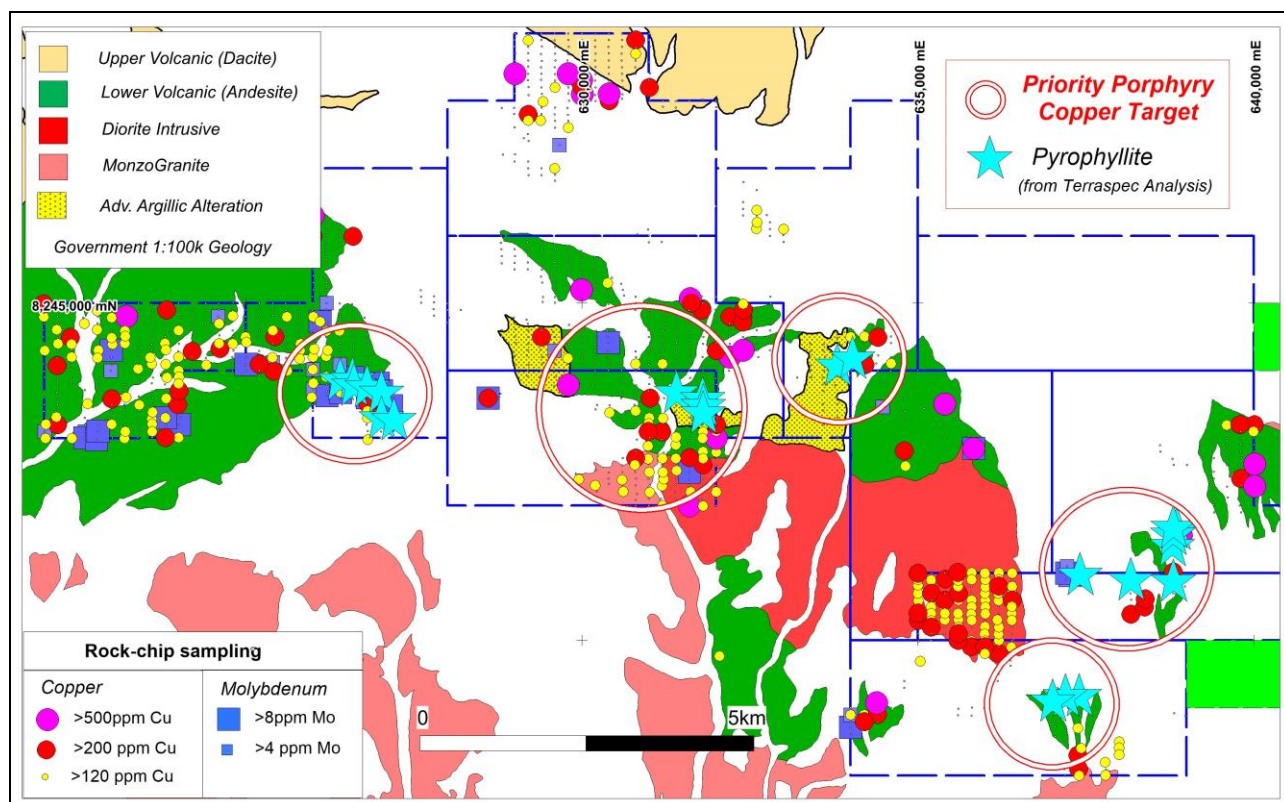 Upper Volcanic (Dacite)
Lower Volcanic (Andesite)
Diorite Intrusive
MonzoGranite
Adv. Argillic Alteration
Government 1:100k Geology
630,000 mE
635,000 mE
640,000 mE
Priority Porphyry
Copper Target
Pyrophyllite
(from Terraspec Analysis)
8,245,000 mN
Rock-chip sampling
Copper
>500ppm Cu
>200 ppm Cu
>120 ppm Cu
Molybdenum
>8ppm Mo
>4 ppm Mo
0
5km